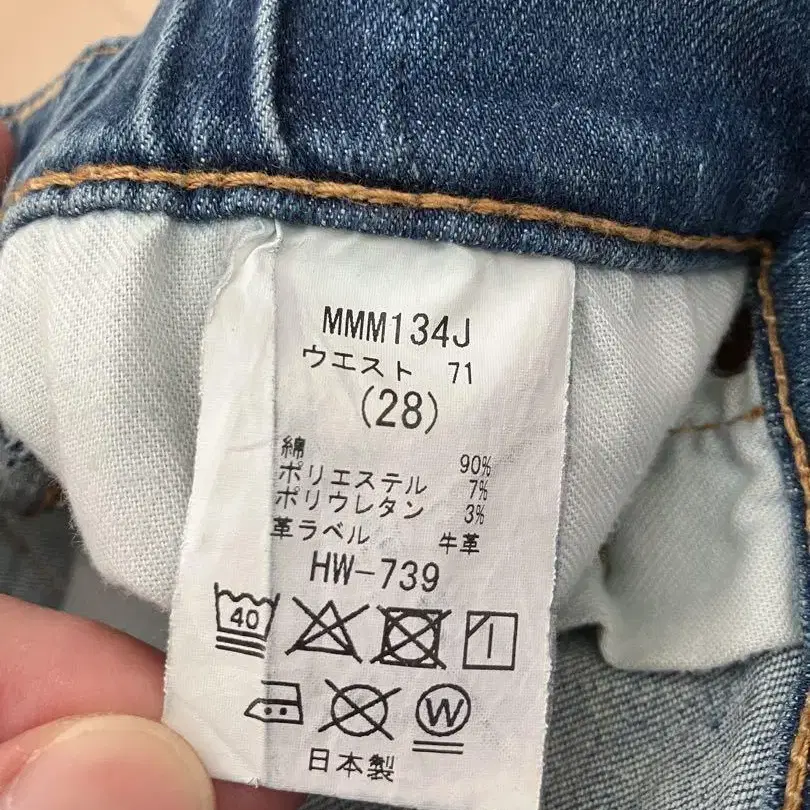 MMM134J
ウエスト 71
(28)
綿 90%
ポリエステル 7%
ポリウレタン 3%
革ラベル 牛革
HW-739
40
W
日本製